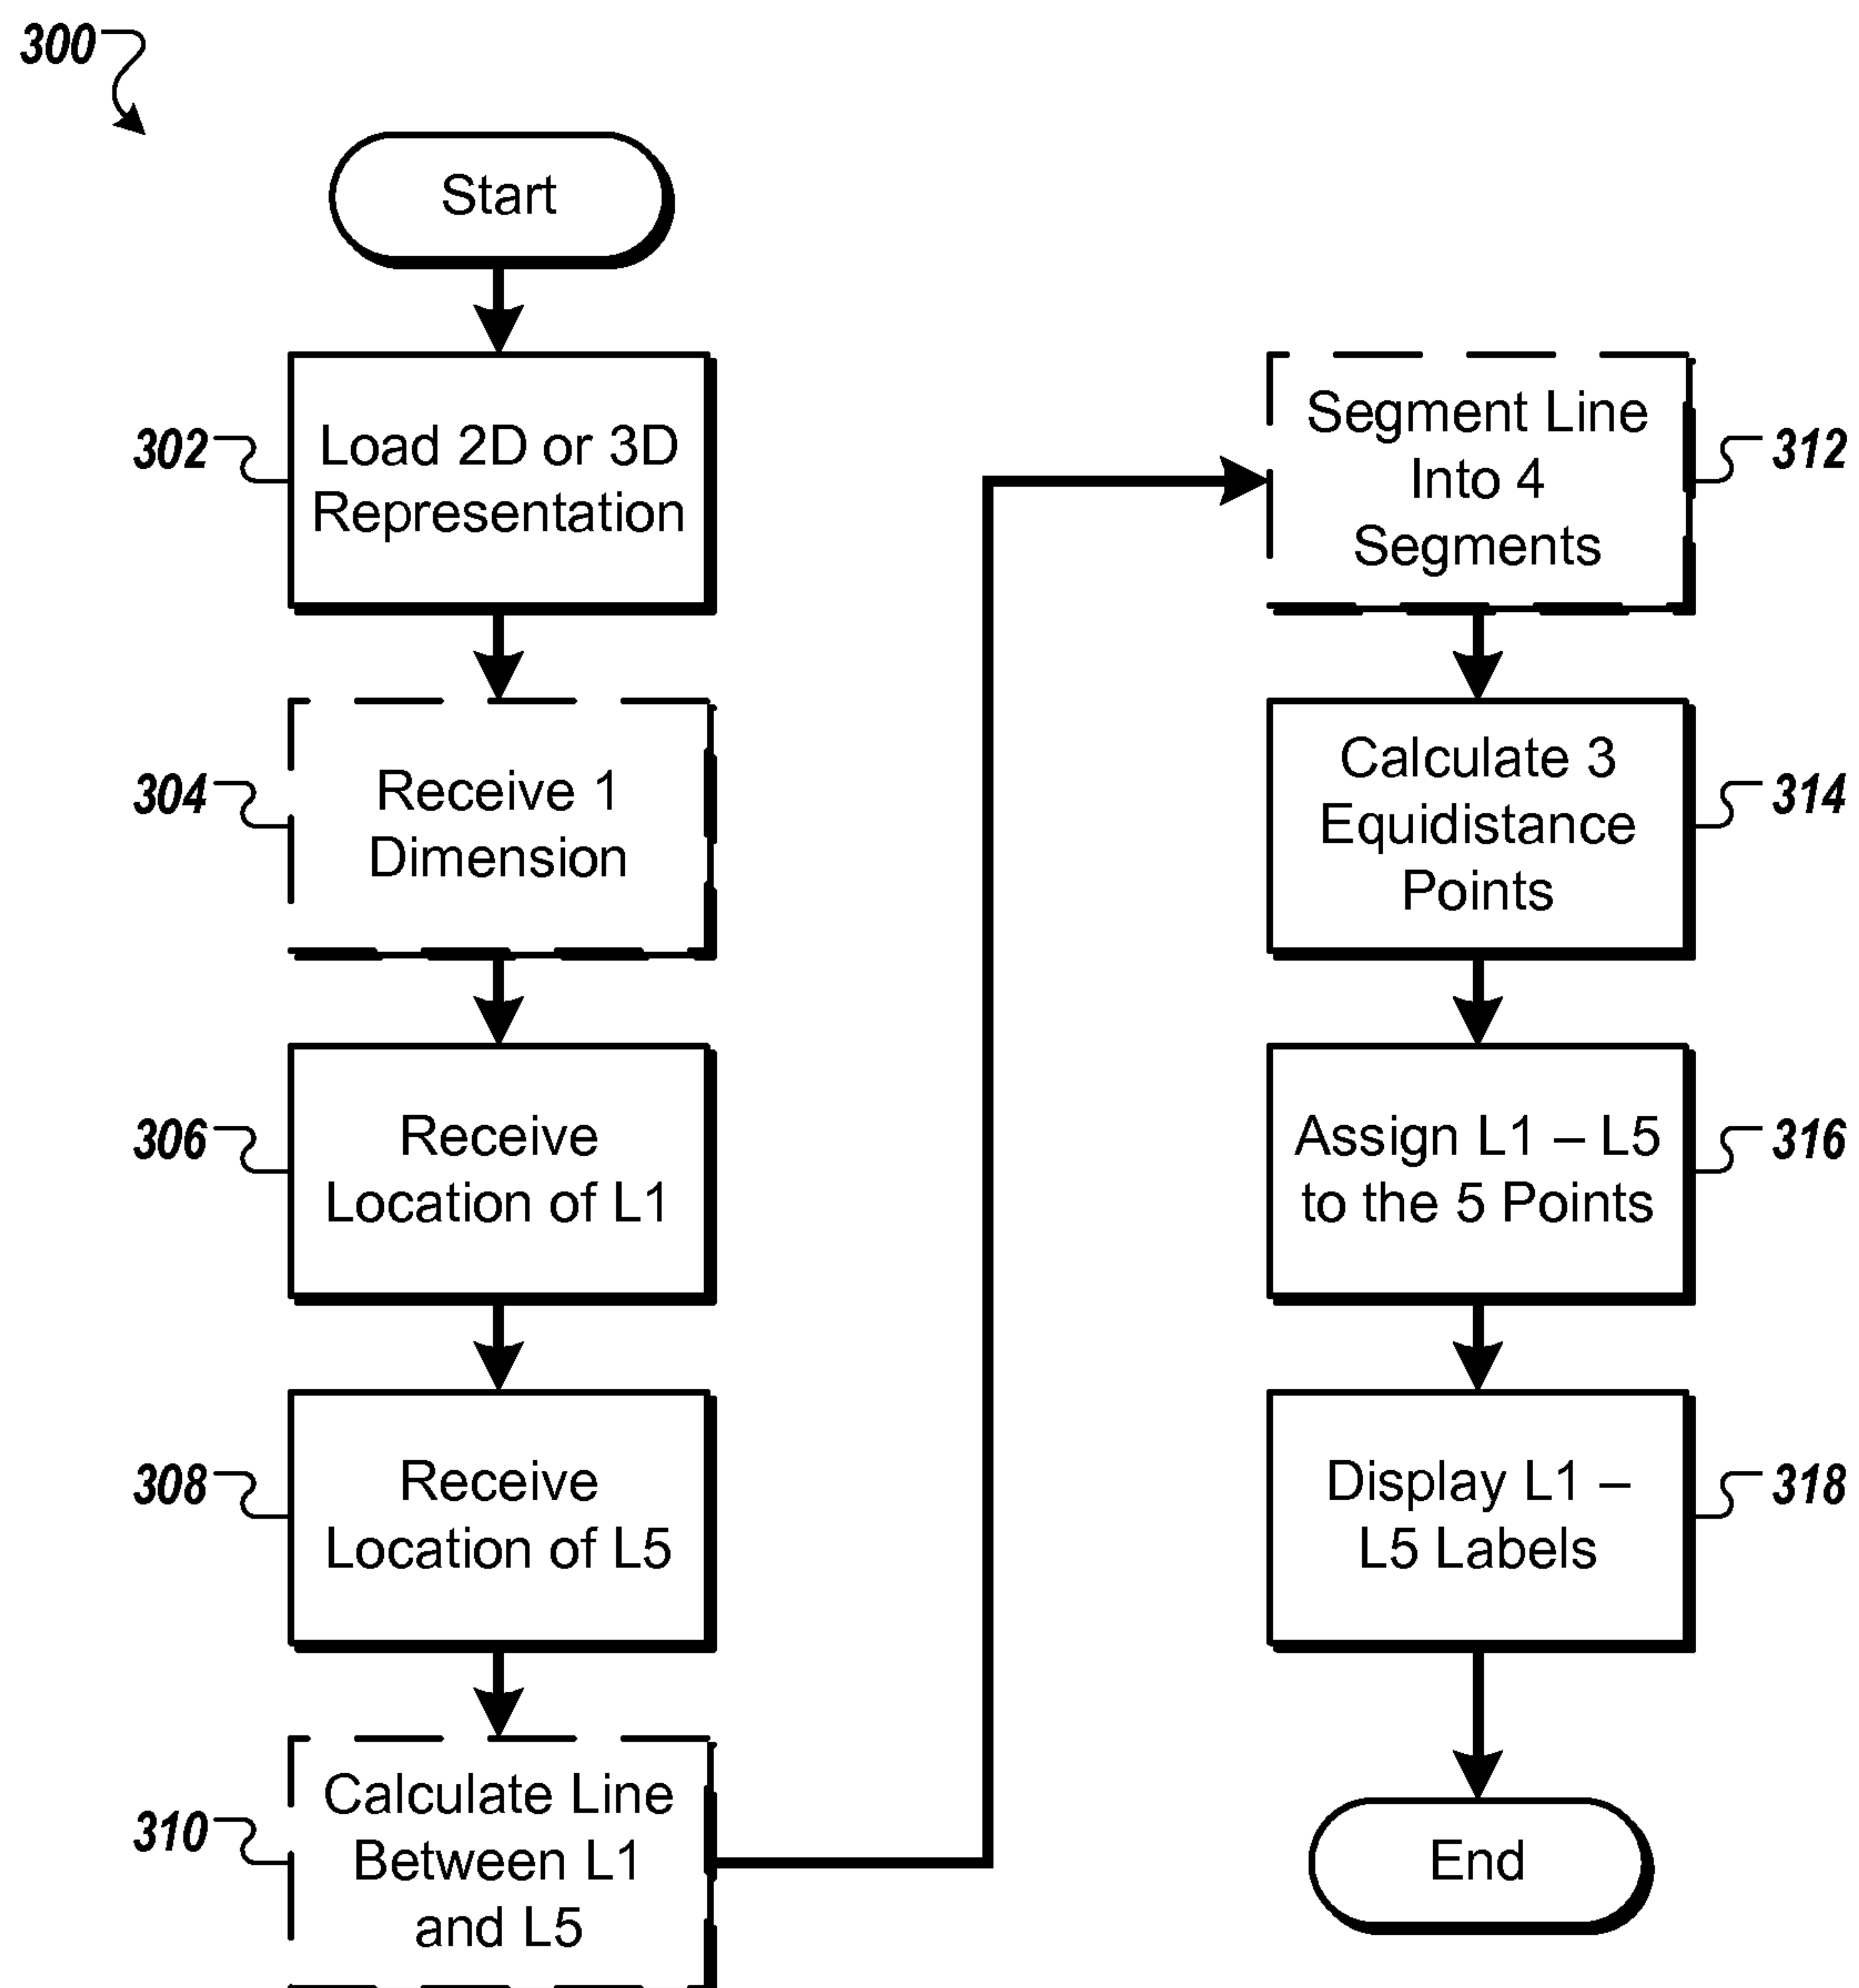 300
Start
302
Load 2D or 3D
Representation
304
Receive 1
Dimension
306
Receive
Location of L1
308
Receive
Location of L5
310
Calculate Line
Between L1
and L5
312
Segment Line
Into 4
Segments
314
Calculate 3
Equidistance
Points
316
Assign L1 – L5
to the 5 Points
318
Display L1 –
L5 Labels
End